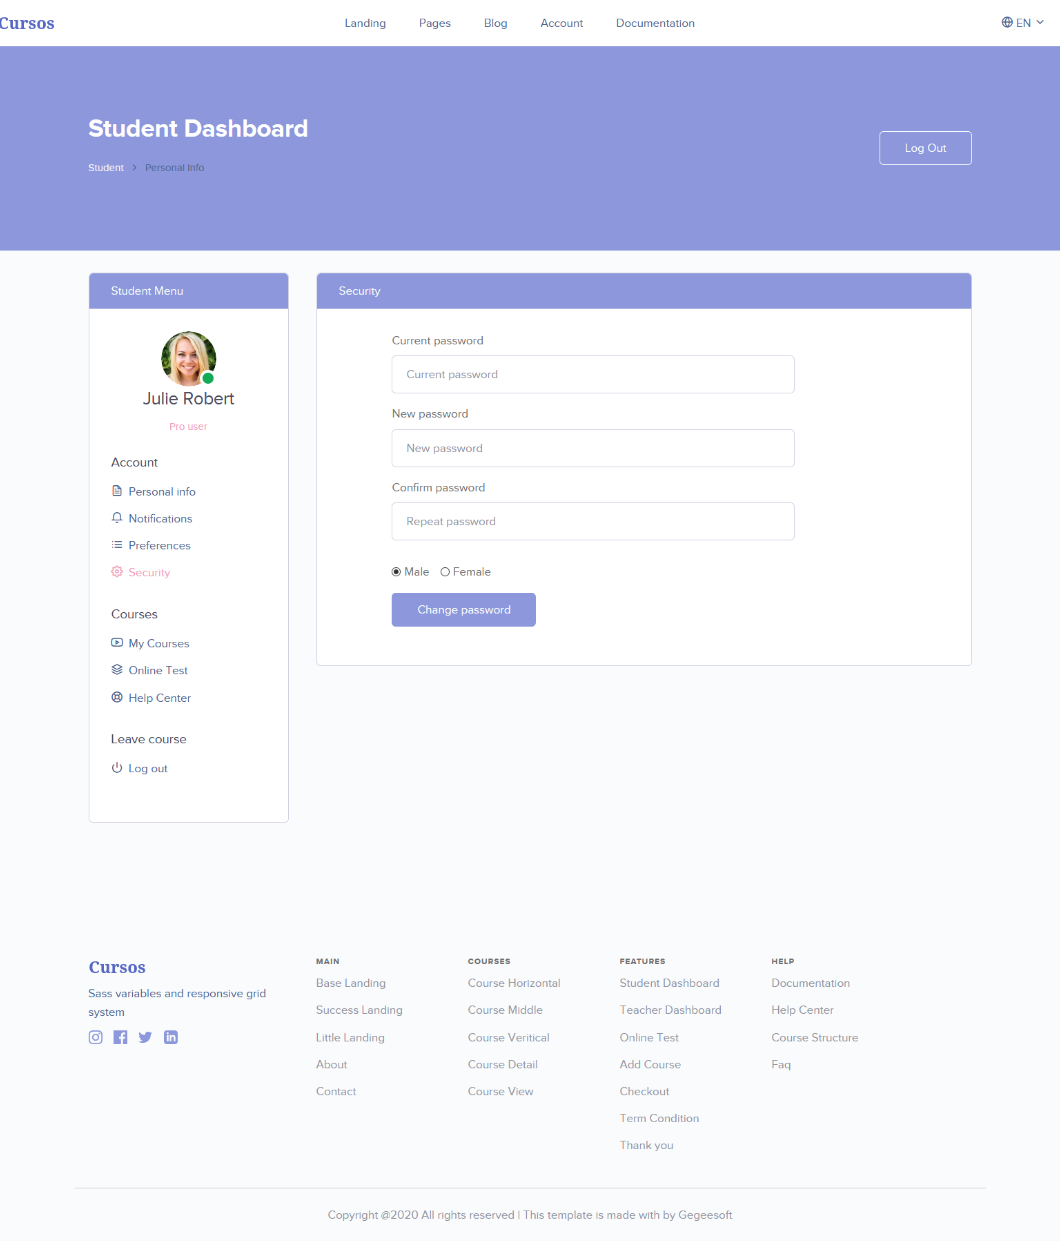 Cursos
Landing
Pages
Blog
Account
Documentation
EN
Student Dashboard
Student
Personal Info
Log Out
Student Menu
Julie Robert
Pro user
Account
Personal info
Notifications
Preferences
Security
Courses
My Courses
Online Test
Help Center
Leave course
Log out
Security
Current password
Current password
New password
New password
Confirm password
Repeat password
Male
Female
Change password
Cursos
Sass variables and responsive grid
system
MAIN
Base Landing
Success Landing
Little Landing
About
Contact
COURSES
Course Horizontal
Course Middle
Course Veritical
Course Detail
Course View
FEATURES
Student Dashboard
Teacher Dashboard
Online Test
Add Course
Checkout
Term Condition
Thank you
HELP
Documentation
Help Center
Course Structure
Faq
Copyright @2020 All rights reserved | This template is made with by Gegeesoft